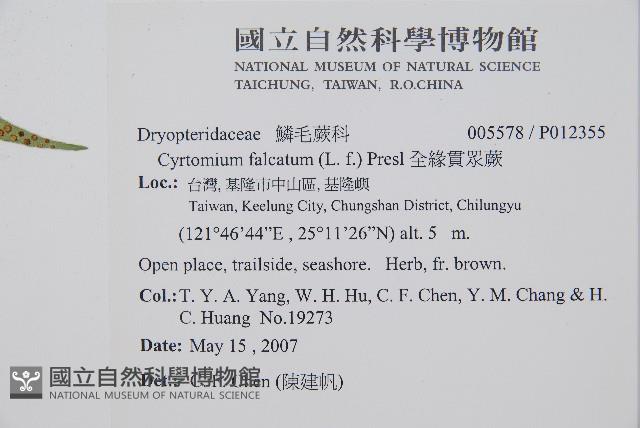 國立自然科學博物館
NATIONAL MUSEUM OF NATURAL SCIENCE
TAICHUNG, TAIWAN, R.O.CHINA
Dryopteridaceae 鱗毛蕨科 005578 / P012355
Cyrtomium falcatum (L. f.) Presl 全緣貫眾蕨
Loc.: 台灣, 基隆市中山區, 基隆嶼
Taiwan, Keelung City, Chungshan District, Chilungyu
(121°46’44”E , 25°11’26”N) alt. 5 m.
Open place, trailside, seashore. Herb, fr. brown.
Col.: T. Y. A. Yang, W. H. Hu, C. F. Chen, Y. M. Chang & H.
C. Huang No.19273
Date: May 15 , 2007
Det.: Chen (陳建帆)
國立自然科學博物館
NATIONAL MUSEUM OF NATURAL SCIENCE